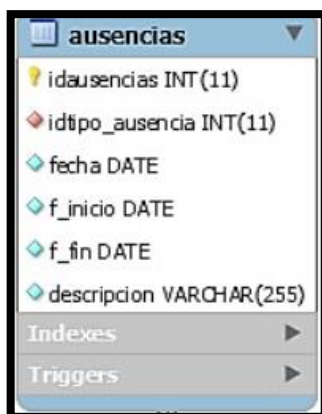 ausencias
idausencias INT(11)
idtipo_ausencia INT(11)
fecha DATE
f_inicio DATE
f_fin DATE
descripcion VARCHAR(255)
Indexes
Triggers